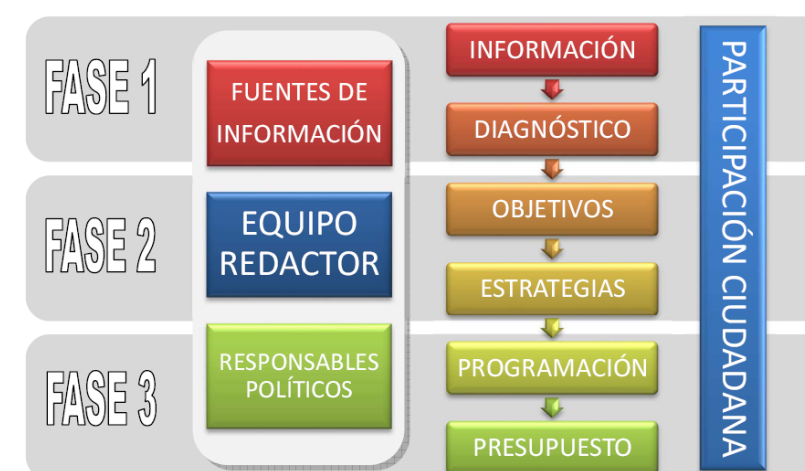 FASE 1
FUENTES DE
INFORMACIÓN
INFORMACIÓN
DIAGNÓSTICO
FASE 2
EQUIPO
REDACTOR
OBJETIVOS
ESTRATEGIAS
FASE 3
RESPONSABLES
POLÍTICOS
PROGRAMACIÓN
PRESUPUESTO
PARTICIPACIÓN CIUDADANA